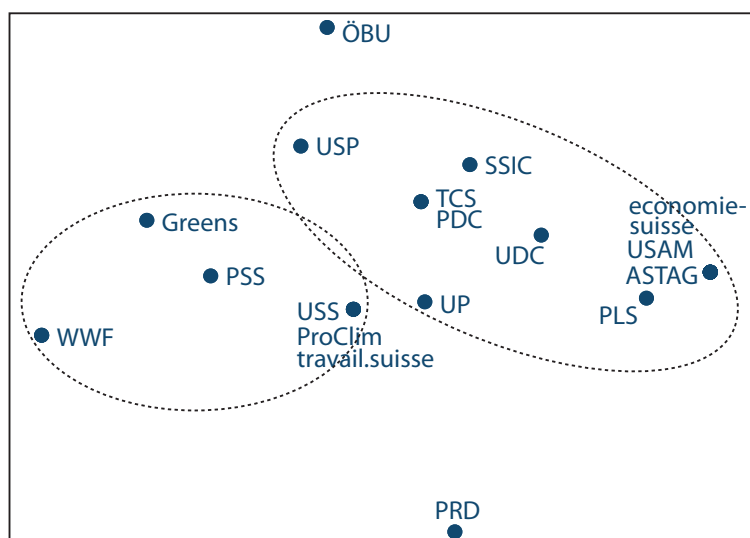 ÖBU
USP
SSIC
TCS
PDC
economie-
suisse
USAM
ASTAG
Greens
UDC
PSS
USS
ProClim
travail.suisse
UP
PLS
WWF
PRD